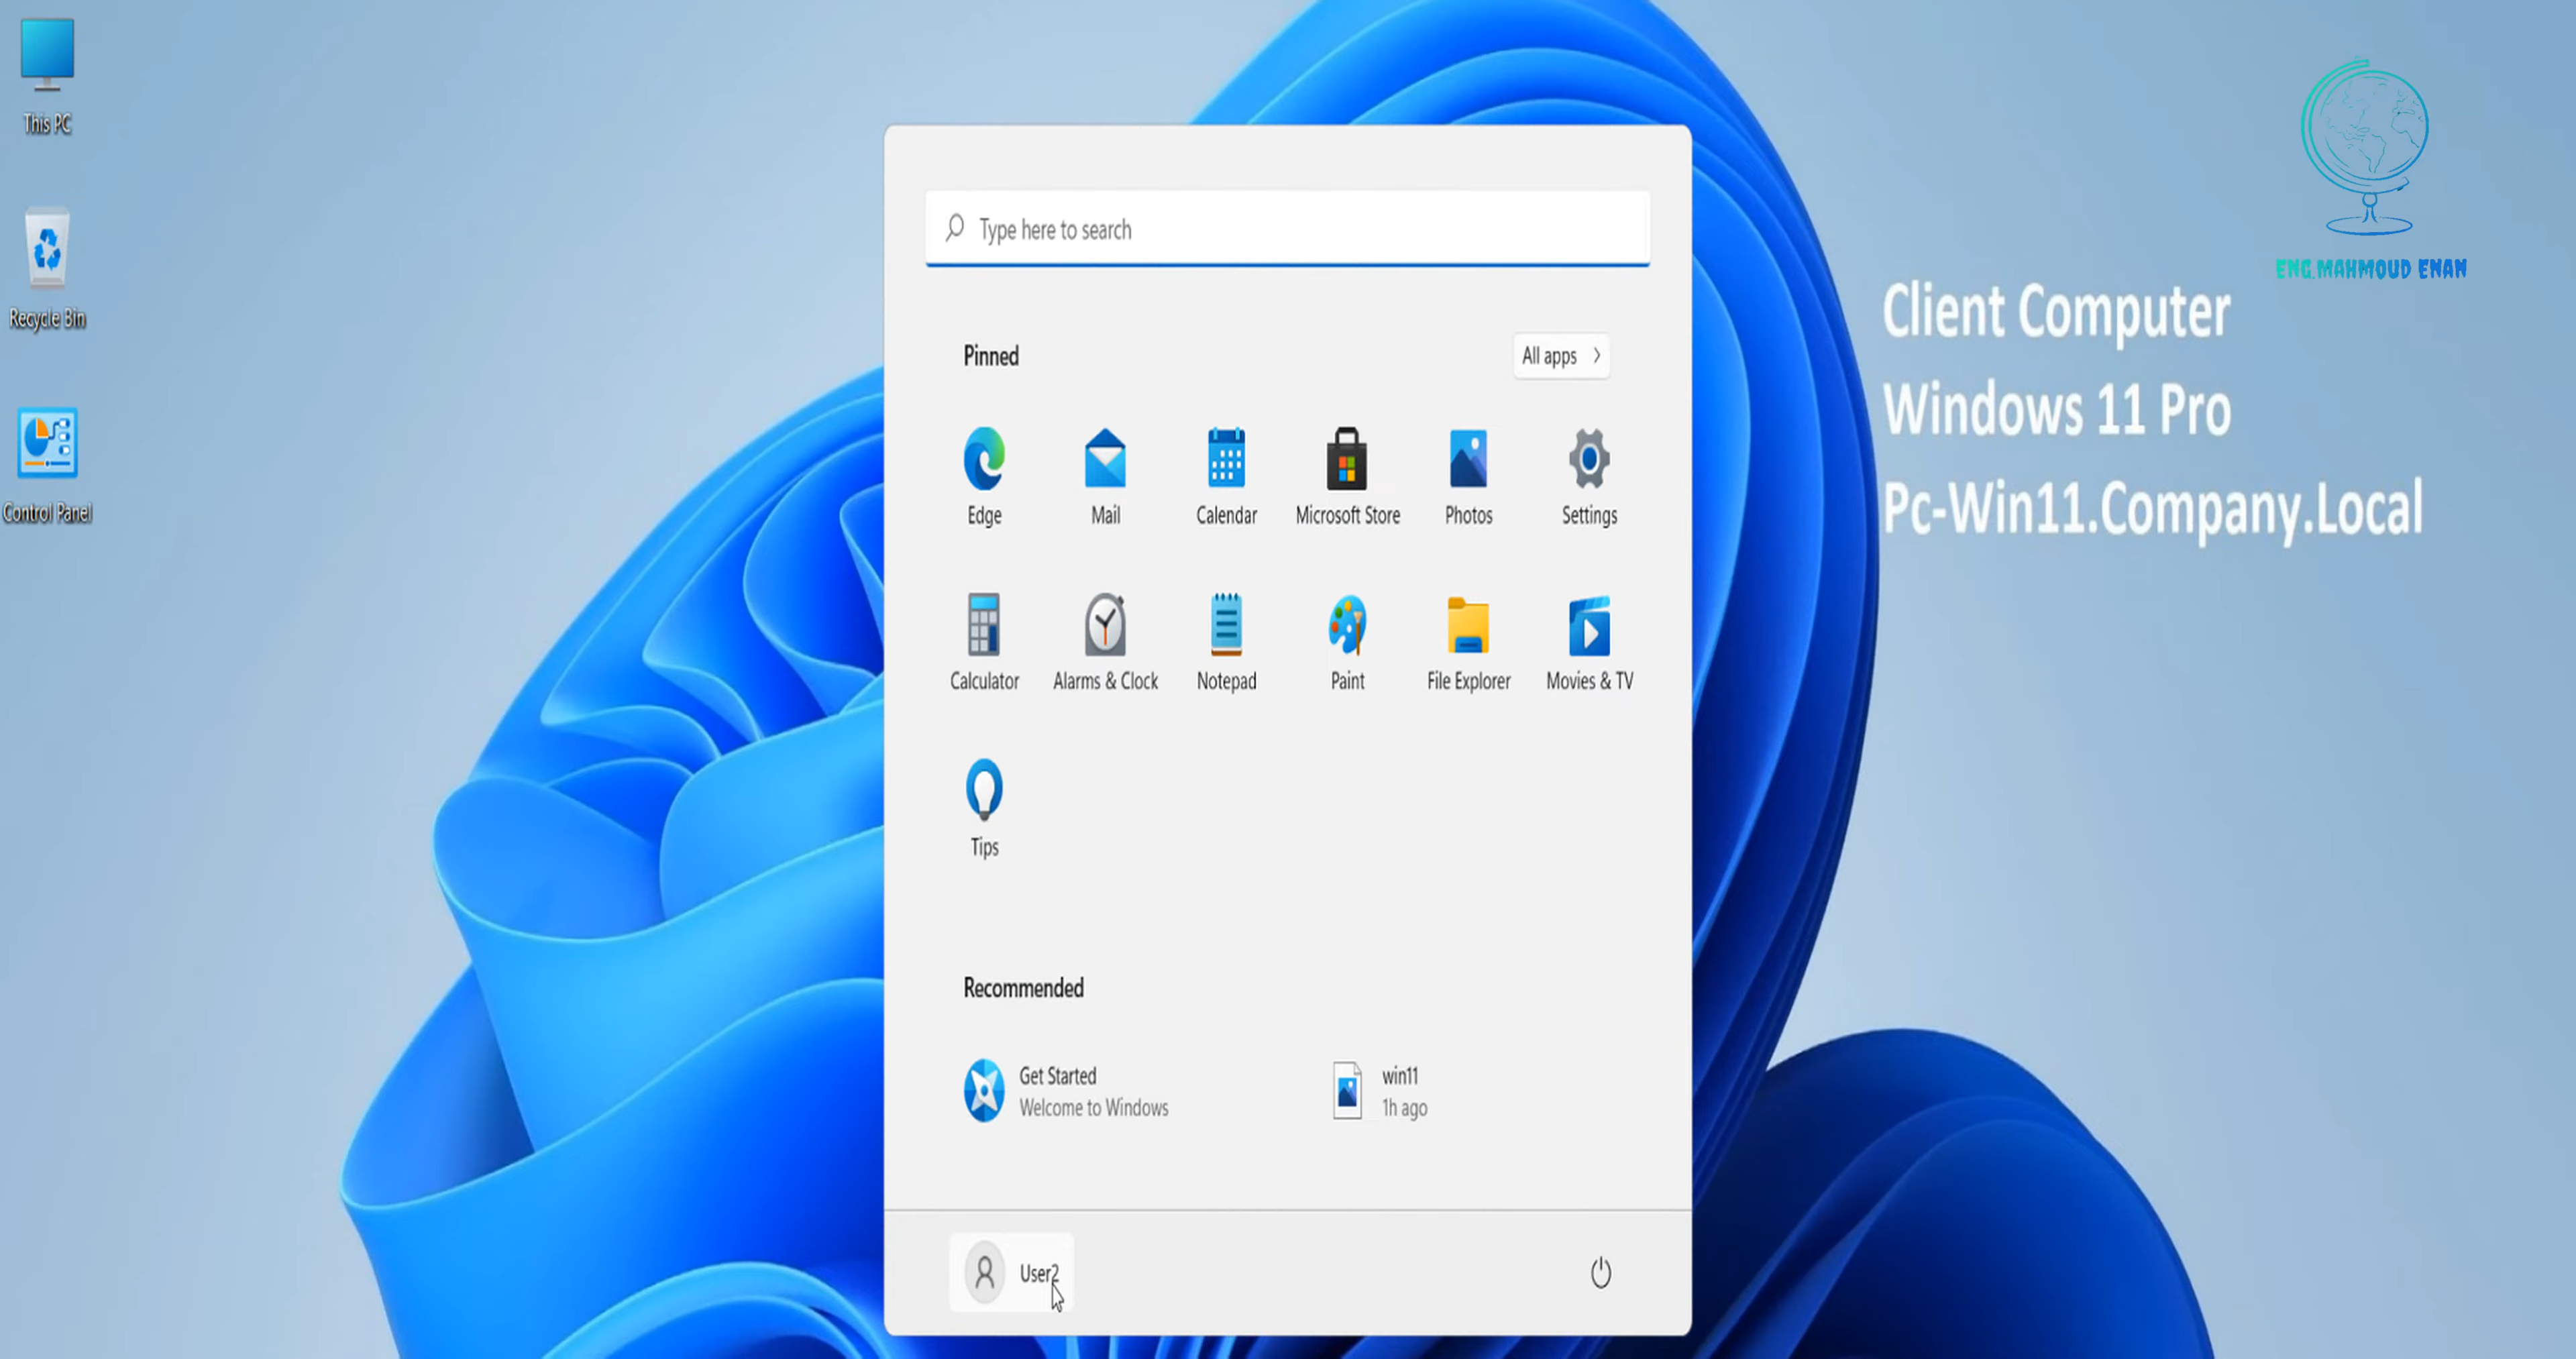 This PC
Recycle Bin
Control Panel
Type here to search
Pinned
All apps
Edge
Mail
Calendar
Microsoft Store
Photos
Settings
Calculator
Alarms & Clock
Notepad
Paint
File Explorer
Movies & TV
Tips
Recommended
Get Started
Welcome to Windows
win11
1h ago
User2
ENG.MAHMOUD ENAN
Client Computer
Windows 11 Pro
Pc-Win11.Company.Local